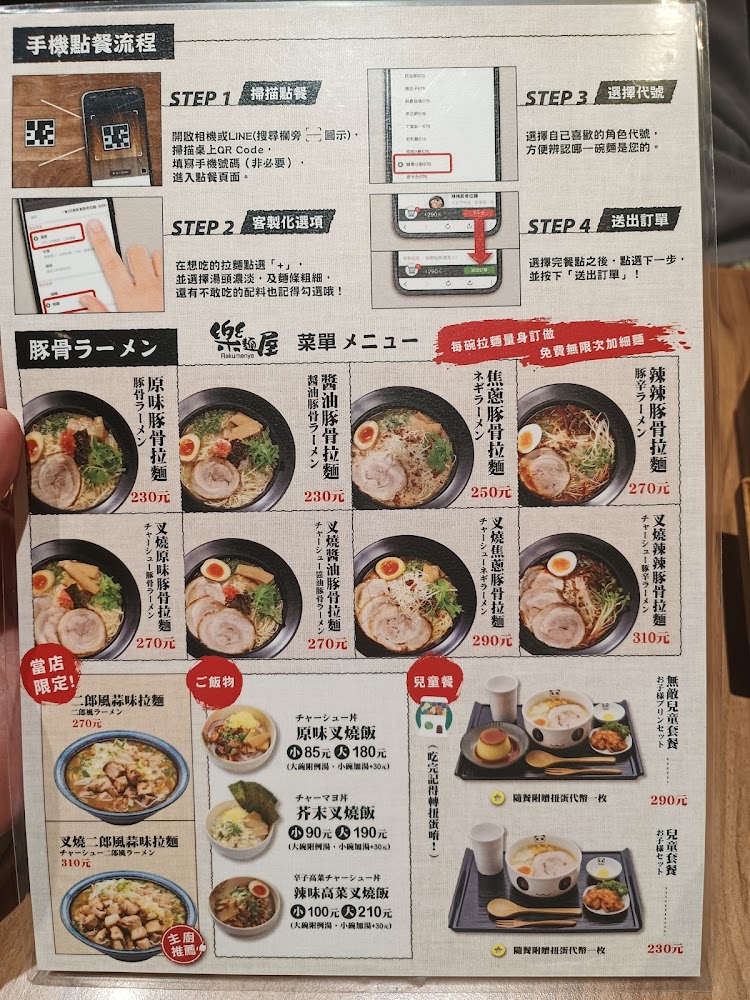 手機點餐流程
STEP 1 掃描點餐
開啟相機或LINE(搜尋欄旁 圖示),
掃描桌上QR Code,
填寫手機號碼(非必要),
進入點餐頁面。
STEP 2 客製化選項
在想吃的拉麵點選「+」,
並選擇湯頭濃淡,及麵條粗細,
還有不敢吃的配料也記得勾選哦!
STEP 3 選擇代號
選擇自己喜歡的角色代號,
方便辨認哪一碗麵是您的。
STEP 4 送出訂單
選擇完餐點之後,點選下一步,
並按下「送出訂單」!
豚骨ラーメン
樂麵屋
Rakumenya
菜單 メニュー
每碗拉麵量身訂做
免費無限次加細麵
原味豚骨拉麵
豚骨ラーメン
230元
醬油豚骨拉麵
醬油豚骨ラーメン
230元
焦蔥豚骨拉麵
ネギラーメン
250元
辣辣豚骨拉麵
豚辛ラーメン
270元
叉燒原味豚骨拉麵
チャーシュー豚骨ラーメン
270元
叉燒醬油豚骨拉麵
チャーシュー醬油豚骨ラーメン
270元
叉燒焦蔥豚骨拉麵
チャーシューネギラーメン
290元
叉燒辣辣豚骨拉麵
チャーシュー豚辛ラーメン
310元
當店
限定!
二郎風蒜味拉麵
二郎風ラーメン
270元
叉燒二郎風蒜味拉麵
チャーシュー二郎風ラーメン
310元
主廚
推薦
ご飯物
チャーシュー丼
原味叉燒飯
小85元 大180元
(大碗附例湯,小碗加湯+30元)
チャーマヨ丼
芥末叉燒飯
小90元 大190元
(大碗附例湯,小碗加湯+30元)
辛子高菜チャーシュー丼
辣味高菜叉燒飯
小100元 大210元
(大碗附例湯,小碗加湯+30元)
兒童餐
(吃完記得轉扭蛋唷!)
無敵兒童套餐
お子様プリンセット
290元
隨餐附贈扭蛋代幣一枚
兒童套餐
お子様セット
230元
隨餐附贈扭蛋代幣一枚